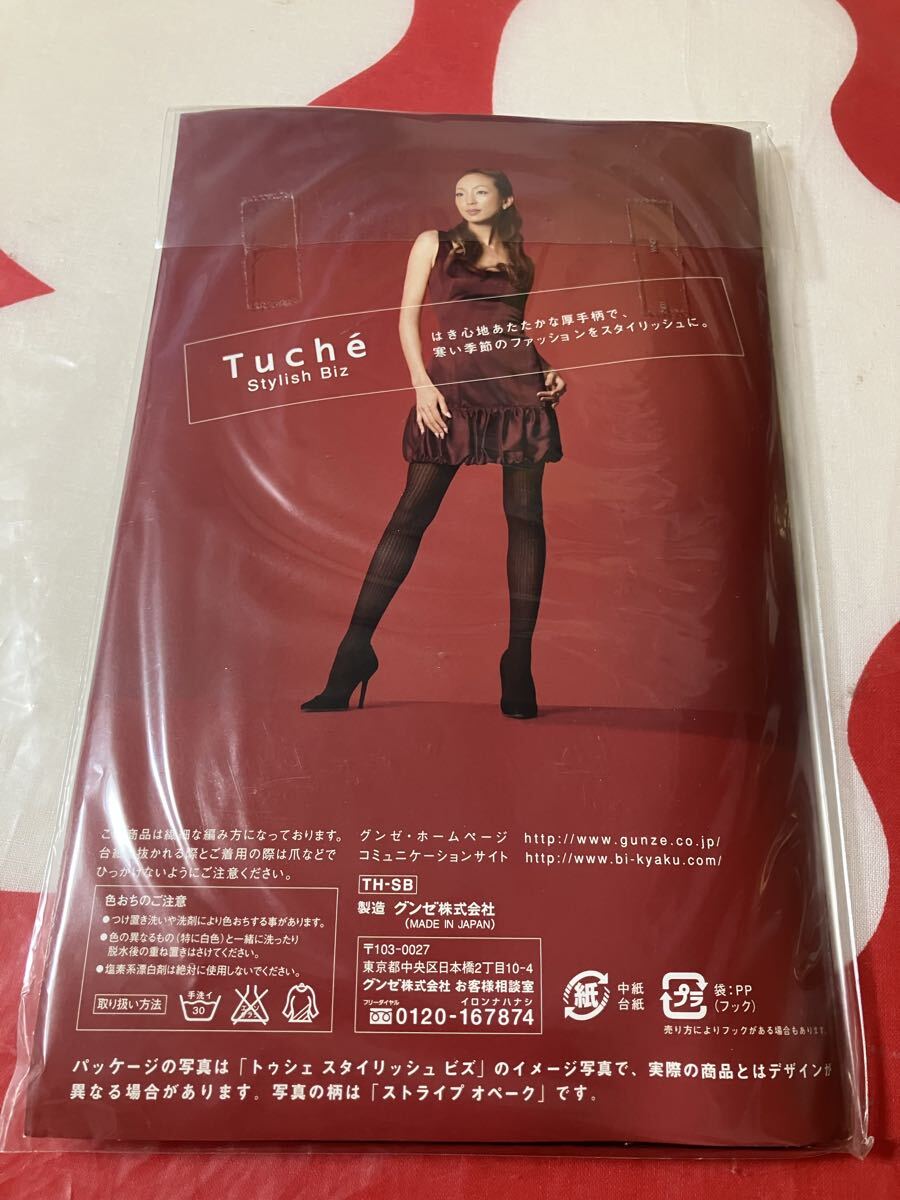 はき心地あたたかな厚手柄で、
寒い季節のファッションをスタイリッシュに。
Tuché
Stylish Biz
この商品は繊細な編み方になっております。
台紙を抜かれる際とご着用の際は爪などで
ひっかけないようにご注意ください。
色おちのご注意
●つけ置き洗いや洗剤により色おちする事があります。
●色の異なるもの(特に白色)と一緒に洗ったり
脱水後の重ね置きはさけてください。
●塩素系漂白剤は絶対に使用しないでください。
取り扱い方法
手洗イ
30
グンゼ・ホームページ http://www.gunze.co.jp/
コミュニケーションサイト http://www.bi-kyaku.com/
TH-SB
製造 グンゼ株式会社
(MADE IN JAPAN)
〒103-0027
東京都中央区日本橋2丁目10-4
グンゼ株式会社 お客様相談室
フリーダイヤル イロンナハナシ
0120-167874
紙
中紙
台紙
プラ
袋:PP
(フック)
売り方によりフックがある場合もあります
パッケージの写真は「トゥシェ スタイリッシュ ビズ」のイメージ写真で、実際の商品とはデザインが
異なる場合があります。写真の柄は「ストライプ オペーク」です。